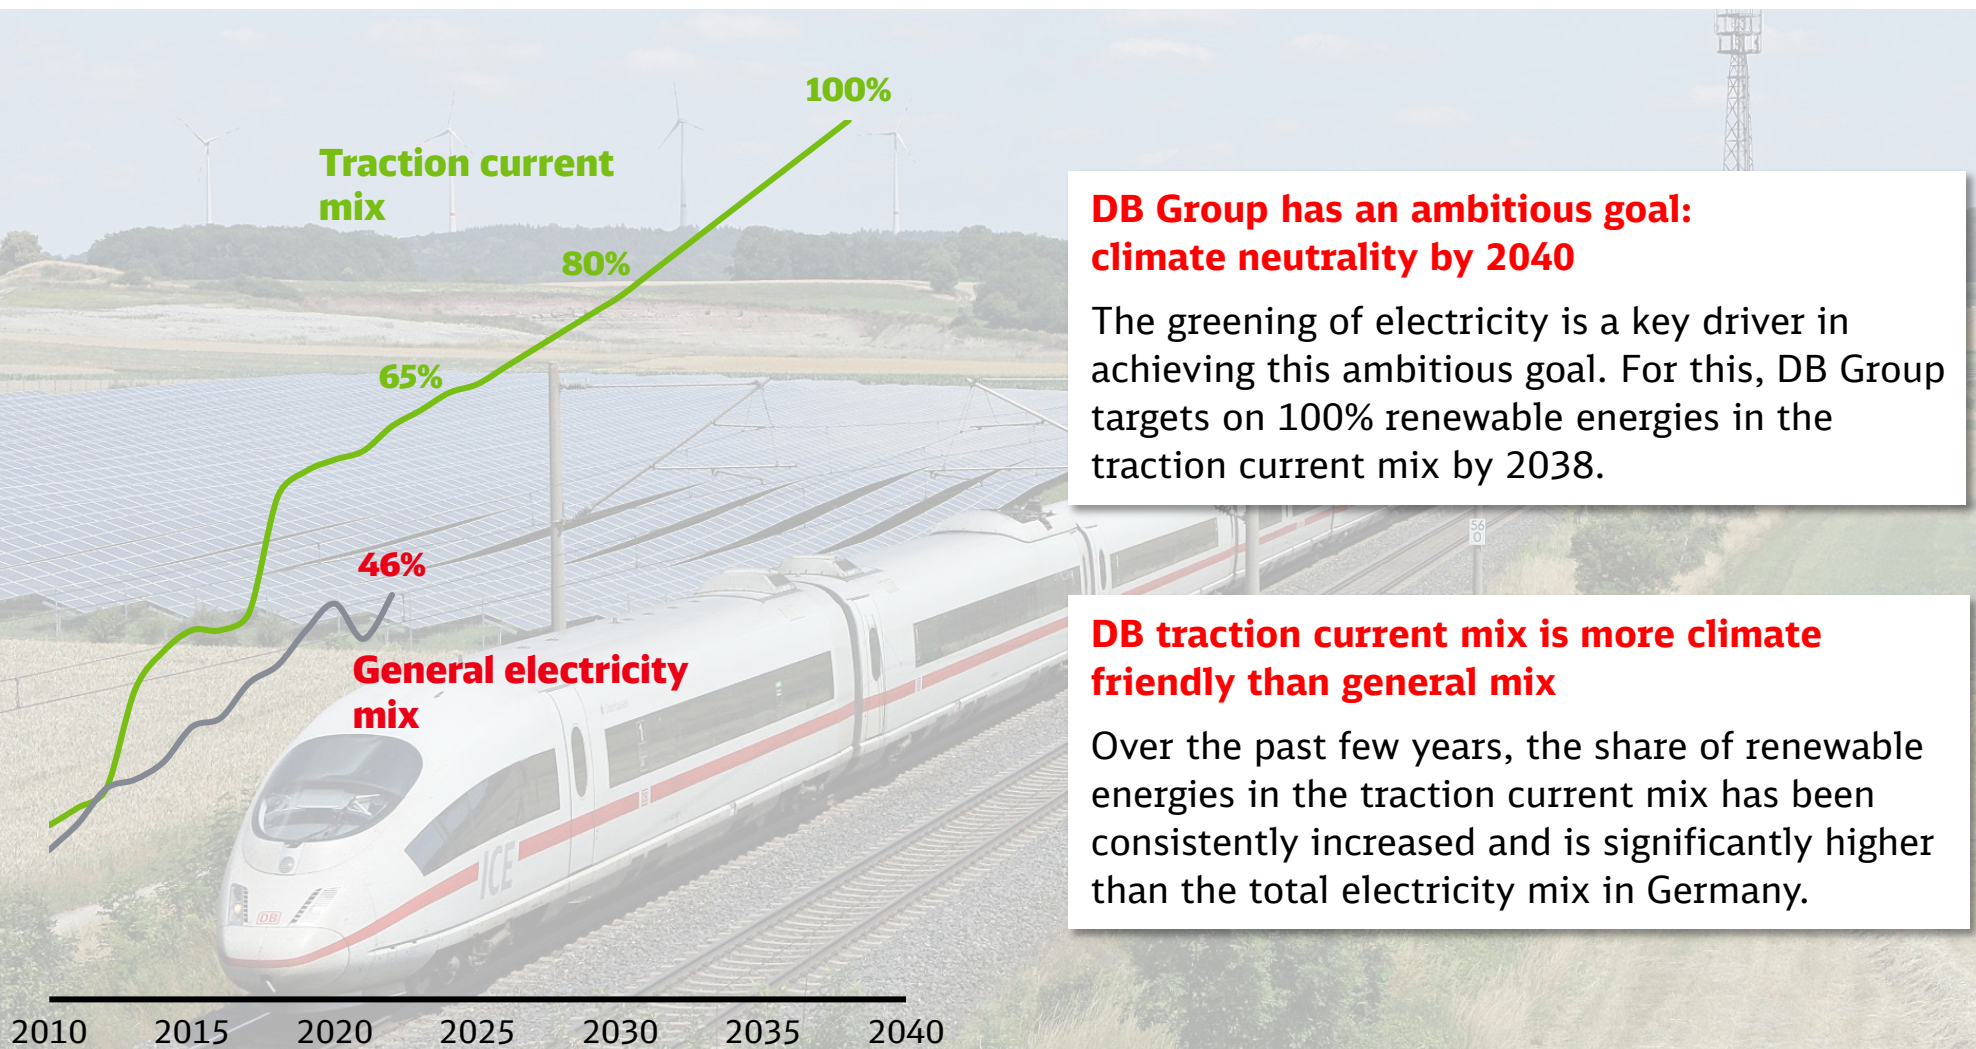 100%
Traction current
mix
80%
65%
46%
General electricity
mix
2010 2015 2020 2025 2030 2035 2040
DB Group has an ambitious goal:
climate neutrality by 2040
The greening of electricity is a key driver in
achieving this ambitious goal. For this, DB Group
targets on 100% renewable energies in the
traction current mix by 2038.
DB traction current mix is more climate
friendly than general mix
Over the past few years, the share of renewable
energies in the traction current mix has been
consistently increased and is significantly higher
than the total electricity mix in Germany.
ICE
DB
56
0